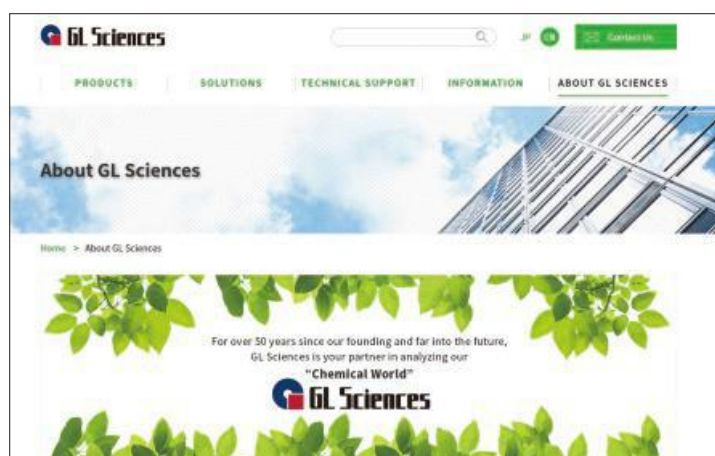 GL Sciences
JP
EN
Contact Us
PRODUCTS
SOLUTIONS
TECHNICAL SUPPORT
INFORMATION
ABOUT GL SCIENCES
About GL Sciences
Home > About GL Sciences
For over 50 years since our founding and far into the future,
GL Sciences is your partner in analyzing our
"Chemical World"
GL Sciences